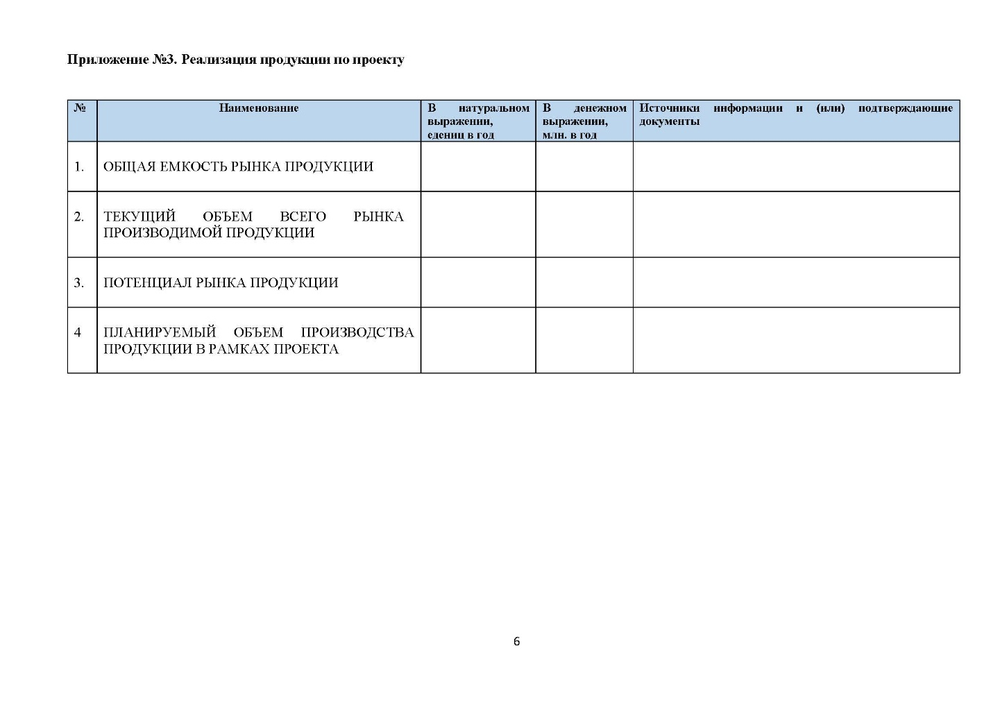 Приложение №3. Реализация продукции по проекту
№
Наименование
В натуральном
выражении,
едениц в год
В денежном
выражении,
млн. в год
Источники информации и (или) подтверждающие
документы
1.
ОБЩАЯ ЕМКОСТЬ РЫНКА ПРОДУКЦИИ
2.
ТЕКУЩИЙ ОБЪЕМ ВСЕГО РЫНКА
ПРОИЗВОДИМОЙ ПРОДУКЦИИ
3.
ПОТЕНЦИАЛ РЫНКА ПРОДУКЦИИ
4
ПЛАНИРУЕМЫЙ ОБЪЕМ ПРОИЗВОДСТВА
ПРОДУКЦИИ В РАМКАХ ПРОЕКТА
6